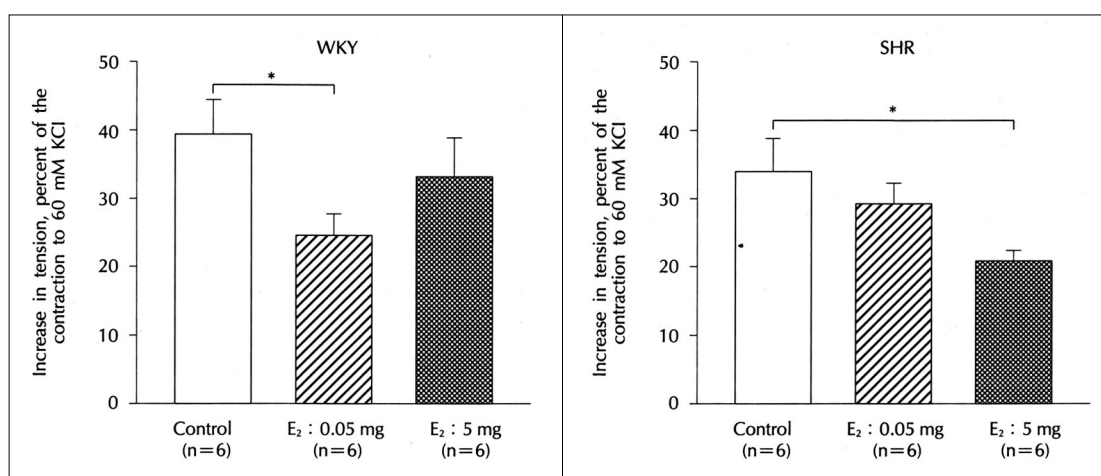 WKY
Increase in tension, percent of the
contraction to 60 mM KCl
50
40
30
20
10
0
*
Control
(n=6)
E₂ : 0.05 mg
(n=6)
E₂ : 5 mg
(n=6)
SHR
Increase in tension, percent of the
contraction to 60 mM KCl
50
40
30
20
10
0
*
Control
(n=6)
E₂ : 0.05 mg
(n=6)
E₂ : 5 mg
(n=6)